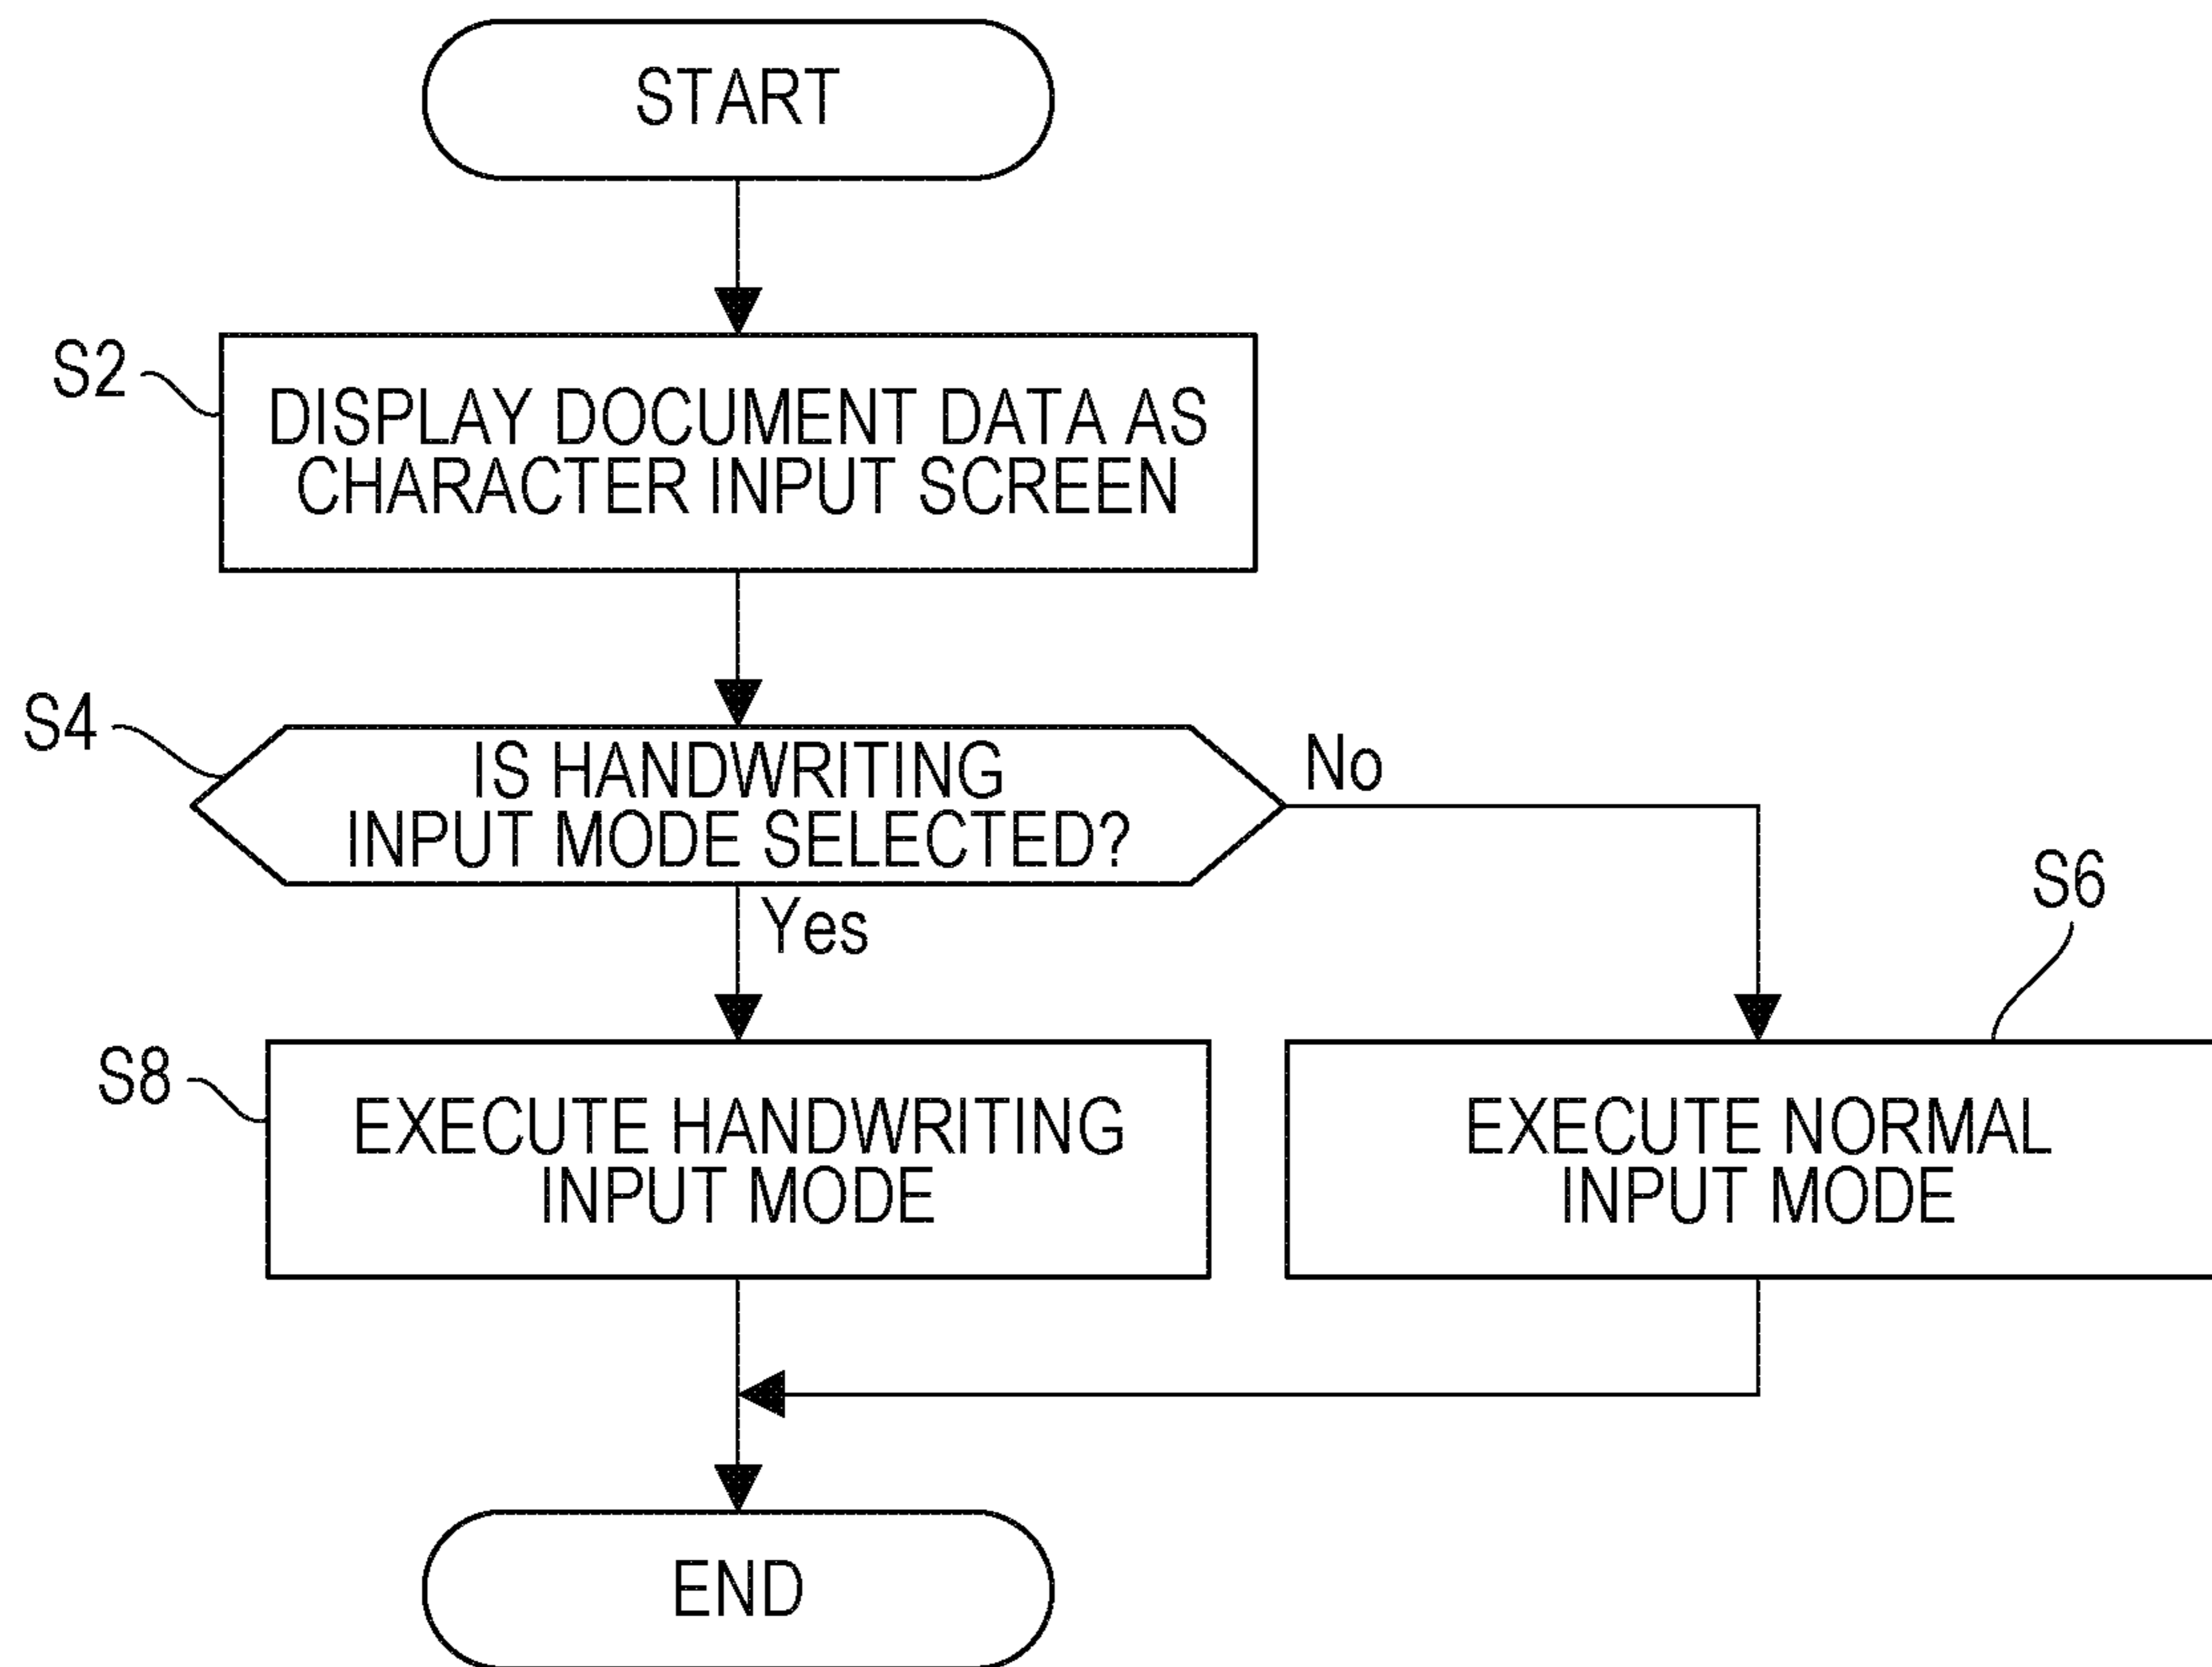 START
S2
DISPLAY DOCUMENT DATA AS
CHARACTER INPUT SCREEN
S4
IS HANDWRITING
INPUT MODE SELECTED?
No
Yes
S6
S8
EXECUTE HANDWRITING
INPUT MODE
EXECUTE NORMAL
INPUT MODE
END